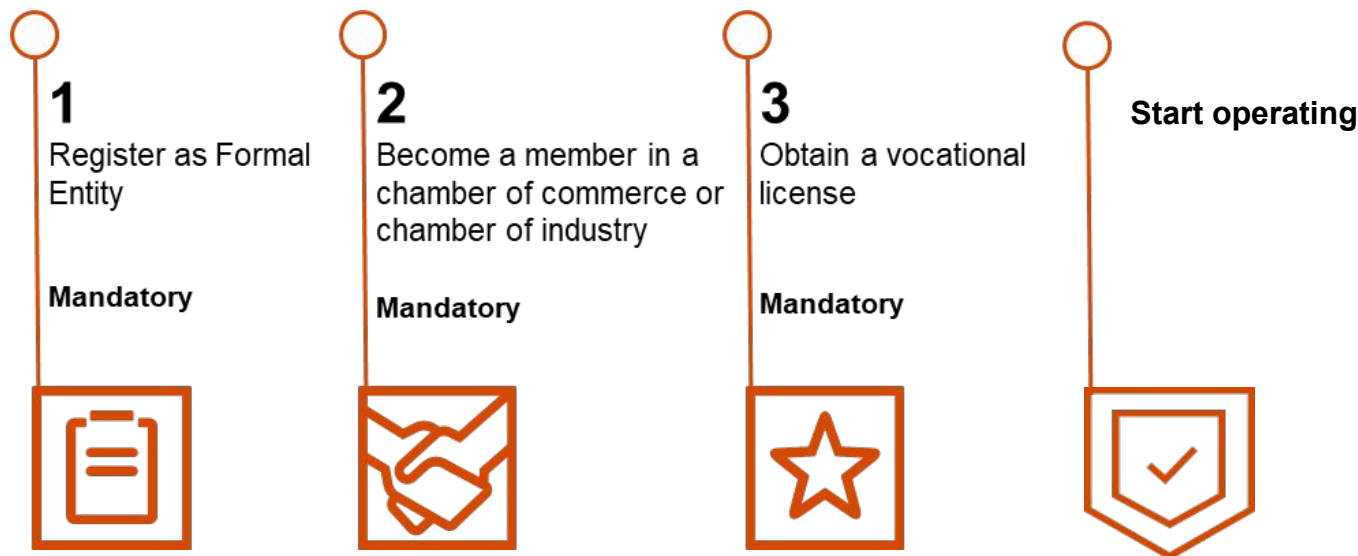 1
Register as Formal
Entity
Mandatory
2
Become a member in a
chamber of commerce or
chamber of industry
Mandatory
3
Obtain a vocational
license
Mandatory
Start operating